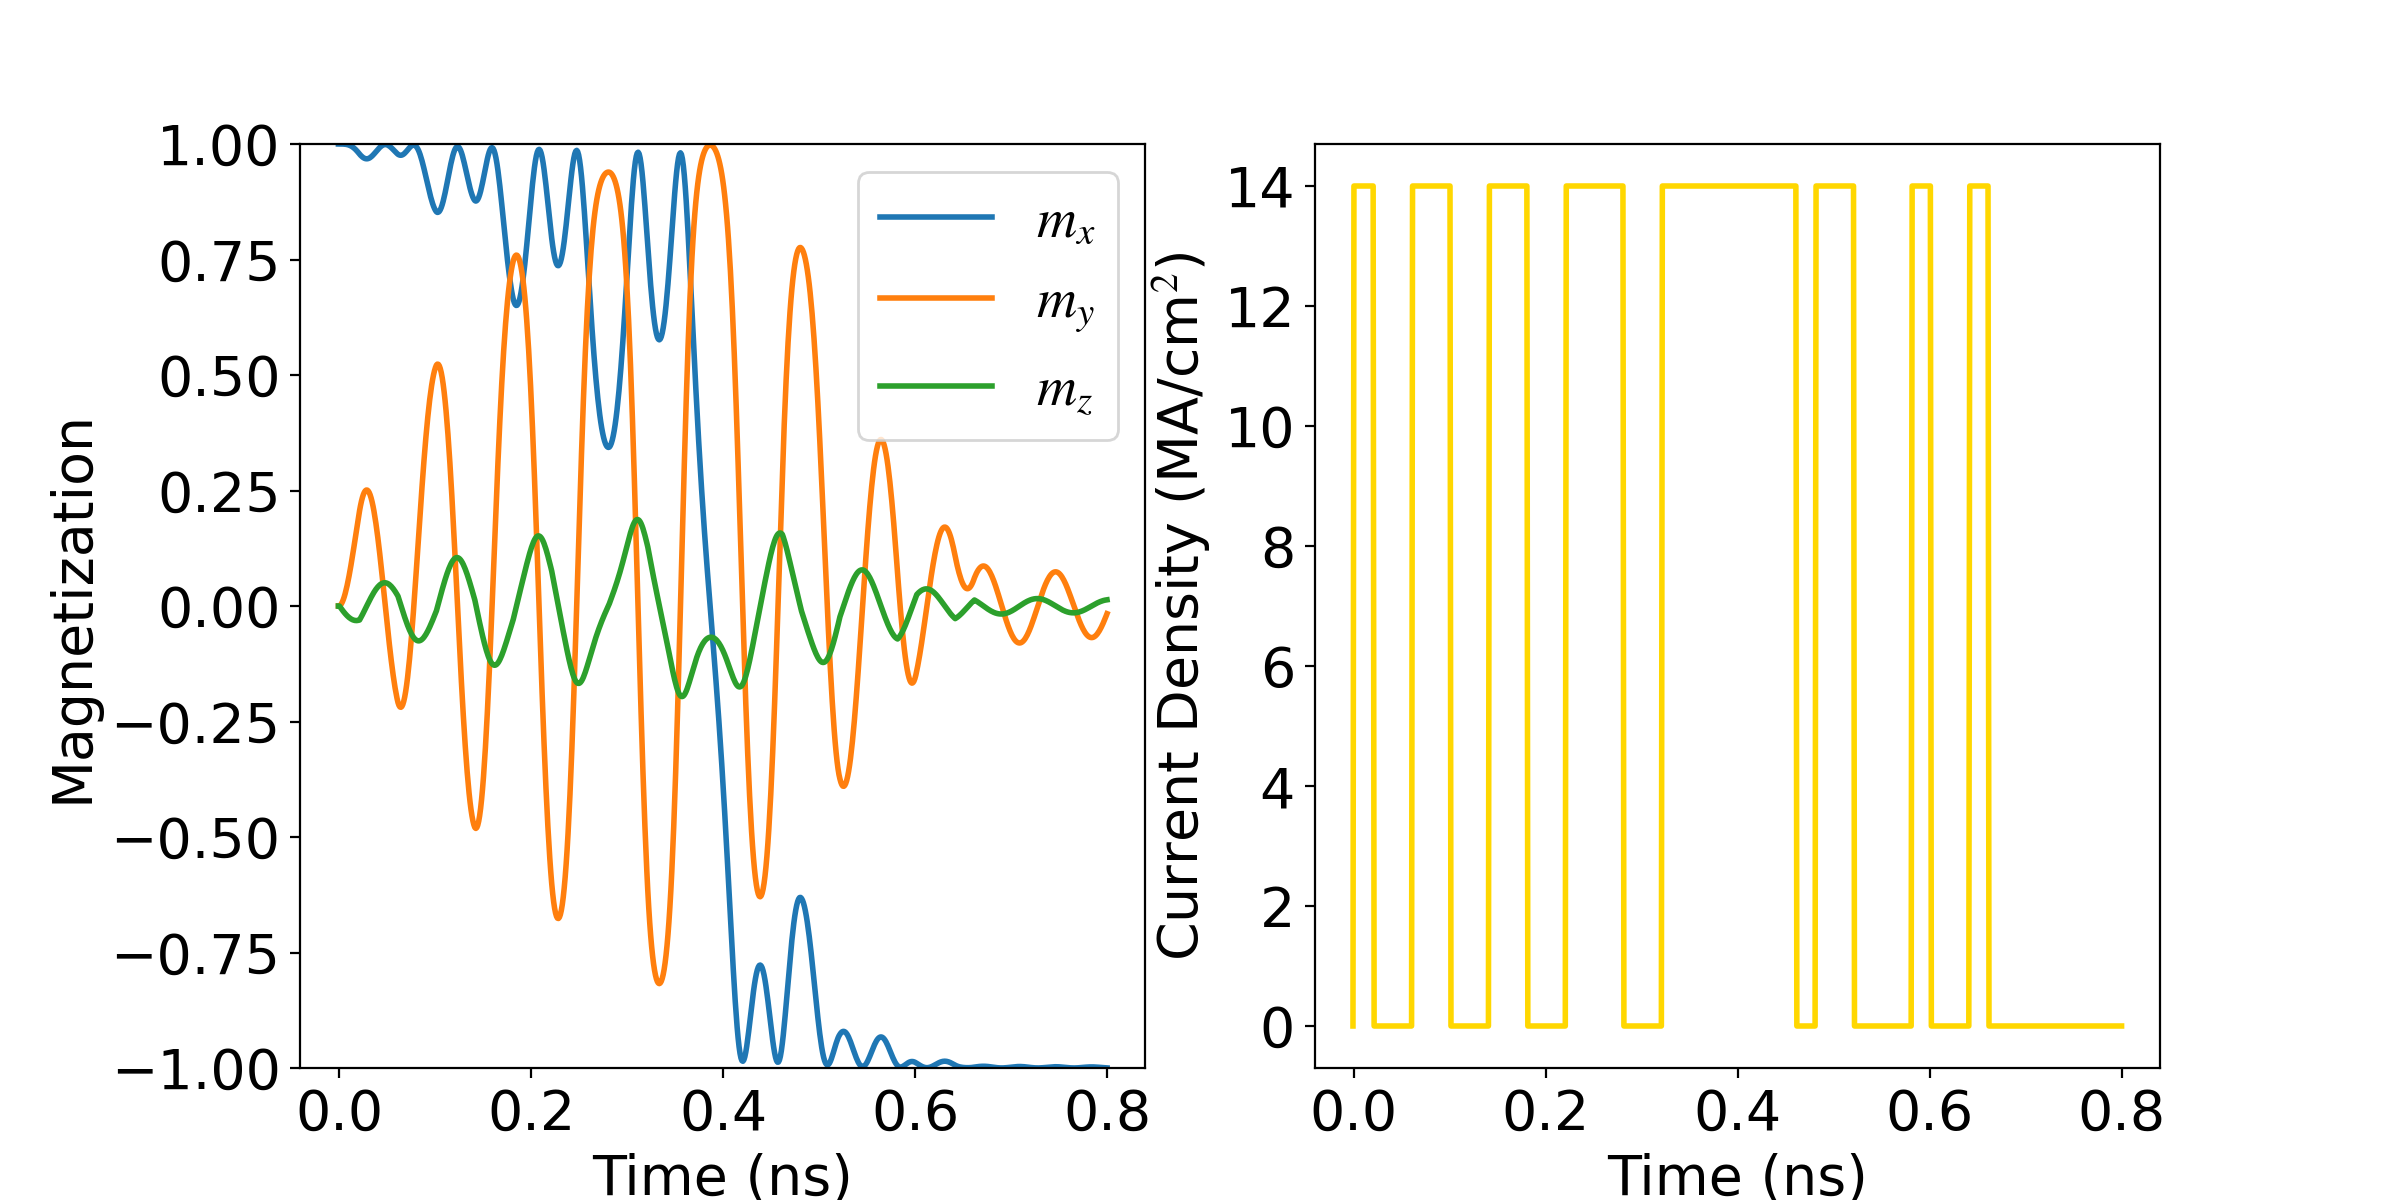 1.00
0.75
0.50
0.25
0.00
−0.25
−0.50
−0.75
−1.00
Magnetization
0.0 0.2 0.4 0.6 0.8
Time (ns)
m_x
m_y
m_z
14
12
10
8
6
4
2
0
Current Density (MA/cm²)
0.0 0.2 0.4 0.6 0.8
Time (ns)